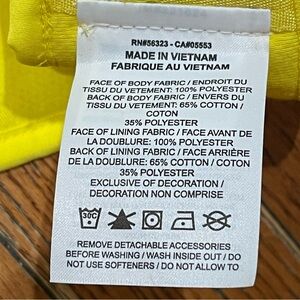 RN#56323 - CA#05553
MADE IN VIETNAM
FABRIQUE AU VIETNAM
FACE OF BODY FABRIC / ENDROIT DU
TISSU DU VETEMENT: 100% POLYESTER
BACK OF BODY FABRIC / ENVERS DU
TISSU DU VETEMENT: 65% COTTON /
COTON
35% POLYESTER
FACE OF LINING FABRIC / FACE AVANT DE
LA DOUBLURE: 100% POLYESTER
BACK OF LINING FABRIC / FACE ARRIÈRE
DE LA DOUBLURE: 65% COTTON / COTON
35% POLYESTER
EXCLUSIVE OF DECORATION /
DECORATION NON COMPRISE
30C
REMOVE DETACHABLE ACCESSORIES
BEFORE WASHING / WASH INSIDE OUT / DO
NOT USE SOFTENERS / DO NOT ALLOW TO